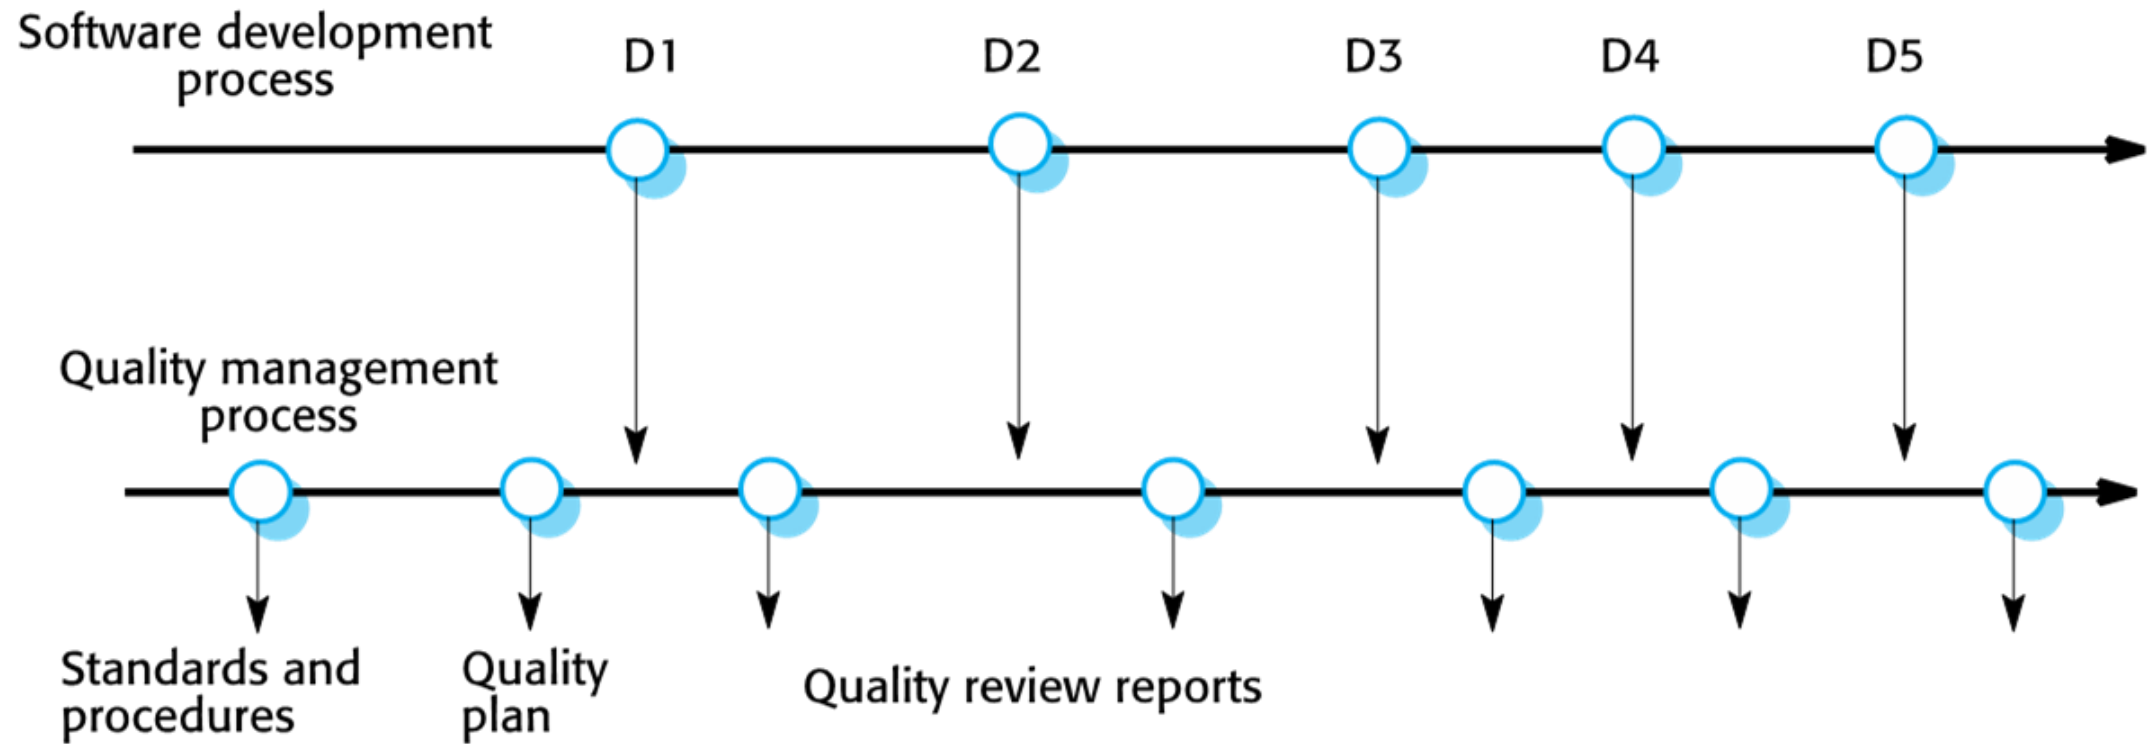 Software development
process
D1
D2
D3
D4
D5
Quality management
process
Standards and
procedures
Quality
plan
Quality review reports